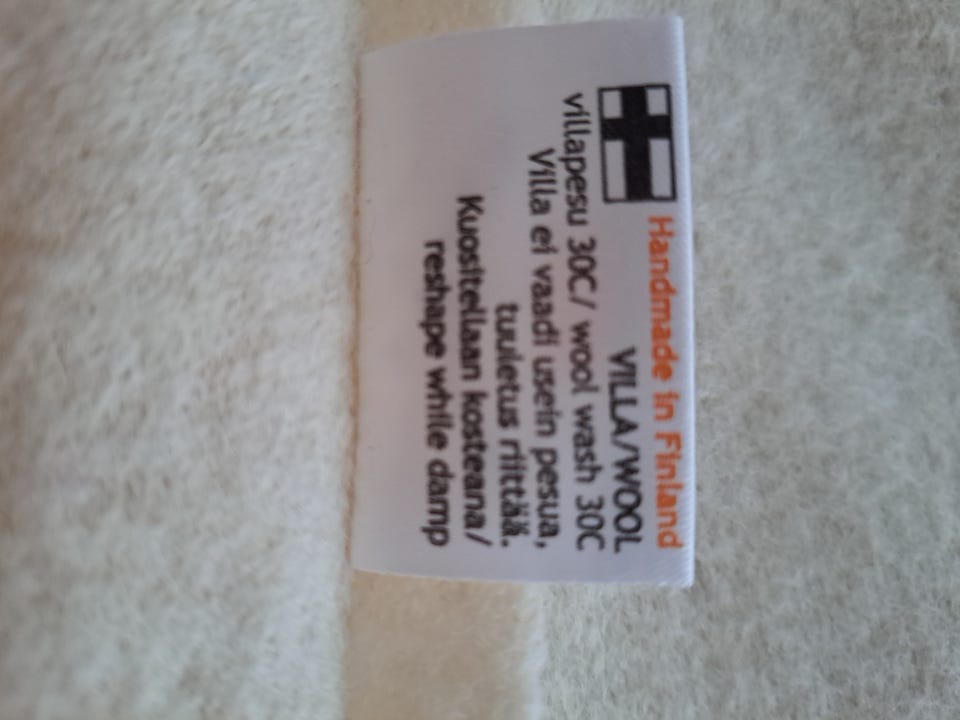 Handmade in Finland
VILLA/WOOL
villapesu 30C/ wool wash 30C
Villa ei vaadi usein pesua,
tuuletus riittää.
Kuositellaan kosteana/
reshape while damp